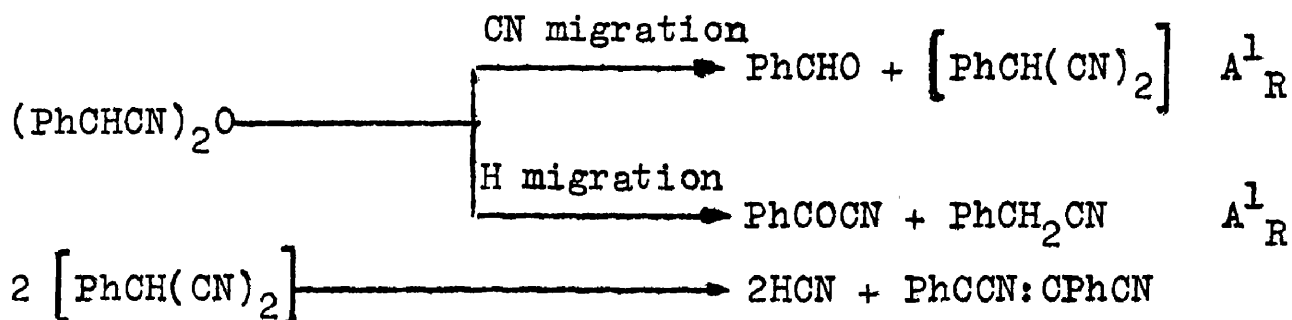 CN migration
PhCHO + [PhCH(CN)₂] A¹R
(PhCHCN)₂O
H migration
PhCOCN + PhCH₂CN A¹R
2 [PhCH(CN)₂] 2HCN + PhCCN:CPhCN